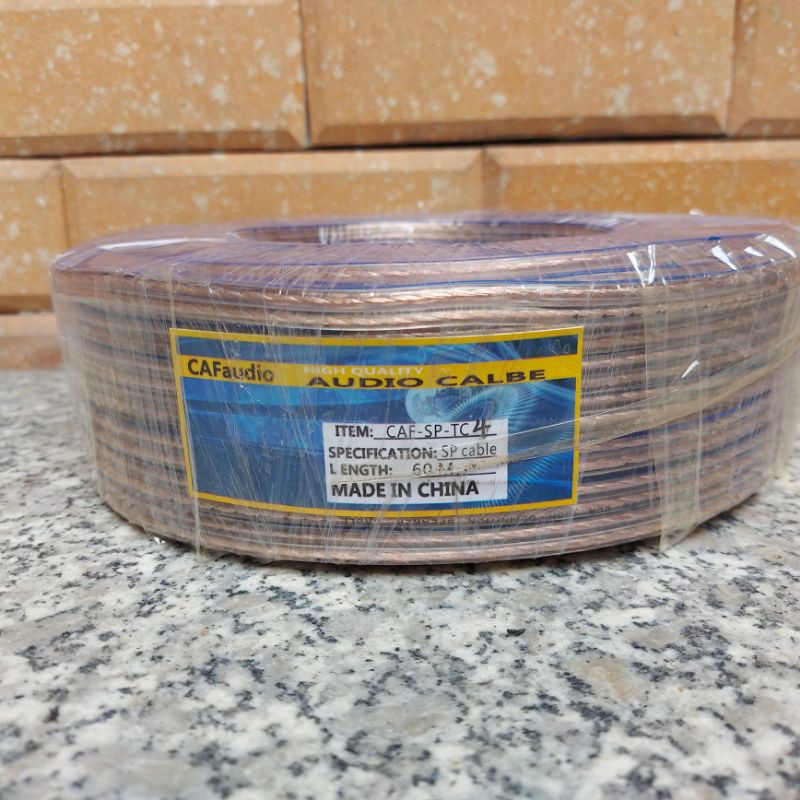 CAFaudio
HIGH QUALITY
AUDIO CALBE
ITEM: CAF-SP-TC4
SPECIFICATION: SP cable
LENGTH: 60M
MADE IN CHINA